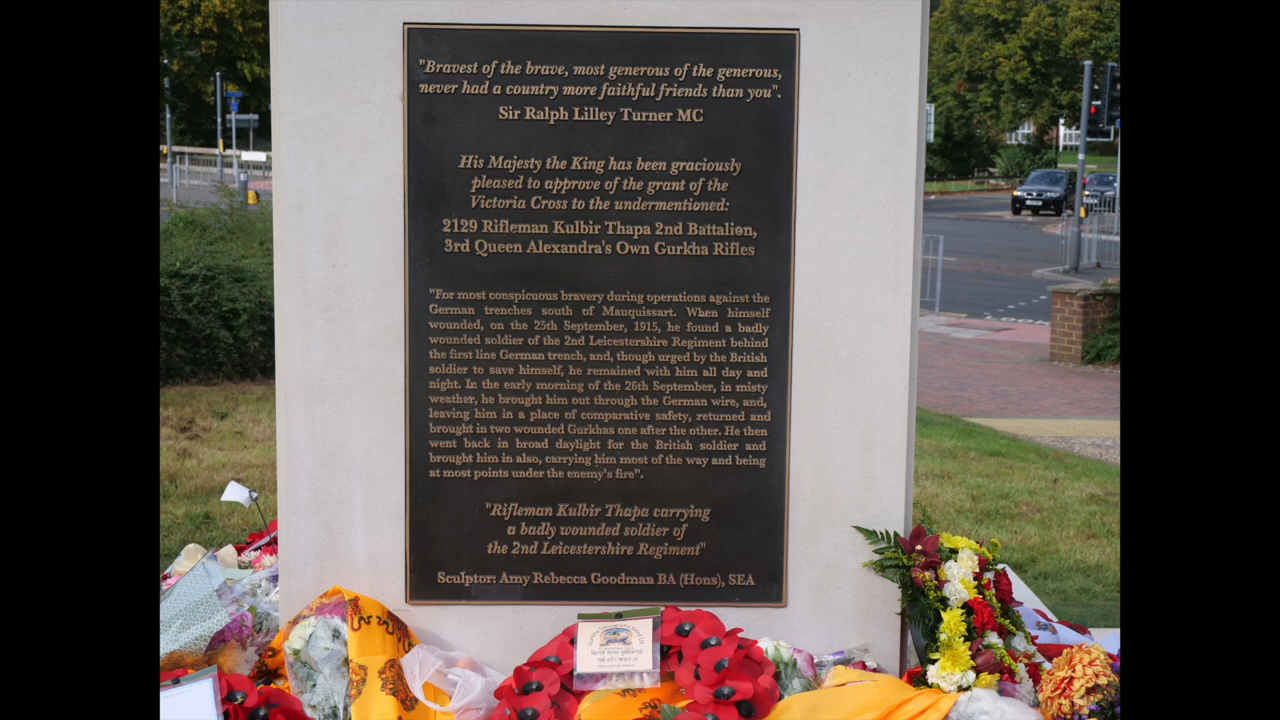 "Bravest of the brave, most generous of the generous,
never had a country more faithful friends than you".
Sir Ralph Lilley Turner MC
His Majesty the King has been graciously
pleased to approve of the grant of the
Victoria Cross to the undermentioned:
2129 Rifleman Kulbir Thapa 2nd Battalion,
3rd Queen Alexandra's Own Gurkha Rifles
"For most conspicuous bravery during operations against the
German trenches south of Mauquissart. When himself
wounded, on the 25th September, 1915, he found a badly
wounded soldier of the 2nd Leicestershire Regiment behind
the first line German trench, and, though urged by the British
soldier to save himself, he remained with him all day and
night. In the early morning of the 26th September, in misty
weather, he brought him out through the German wire, and,
leaving him in a place of comparative safety, returned and
brought in two wounded Gurkhas one after the other. He then
went back in broad daylight for the British soldier and
brought him in also, carrying him most of the way and being
at most points under the enemy's fire".
"Rifleman Kulbir Thapa carrying
a badly wounded soldier of
the 2nd Leicestershire Regiment"
Sculptor: Amy Rebecca Goodman BA (Hons), SEA